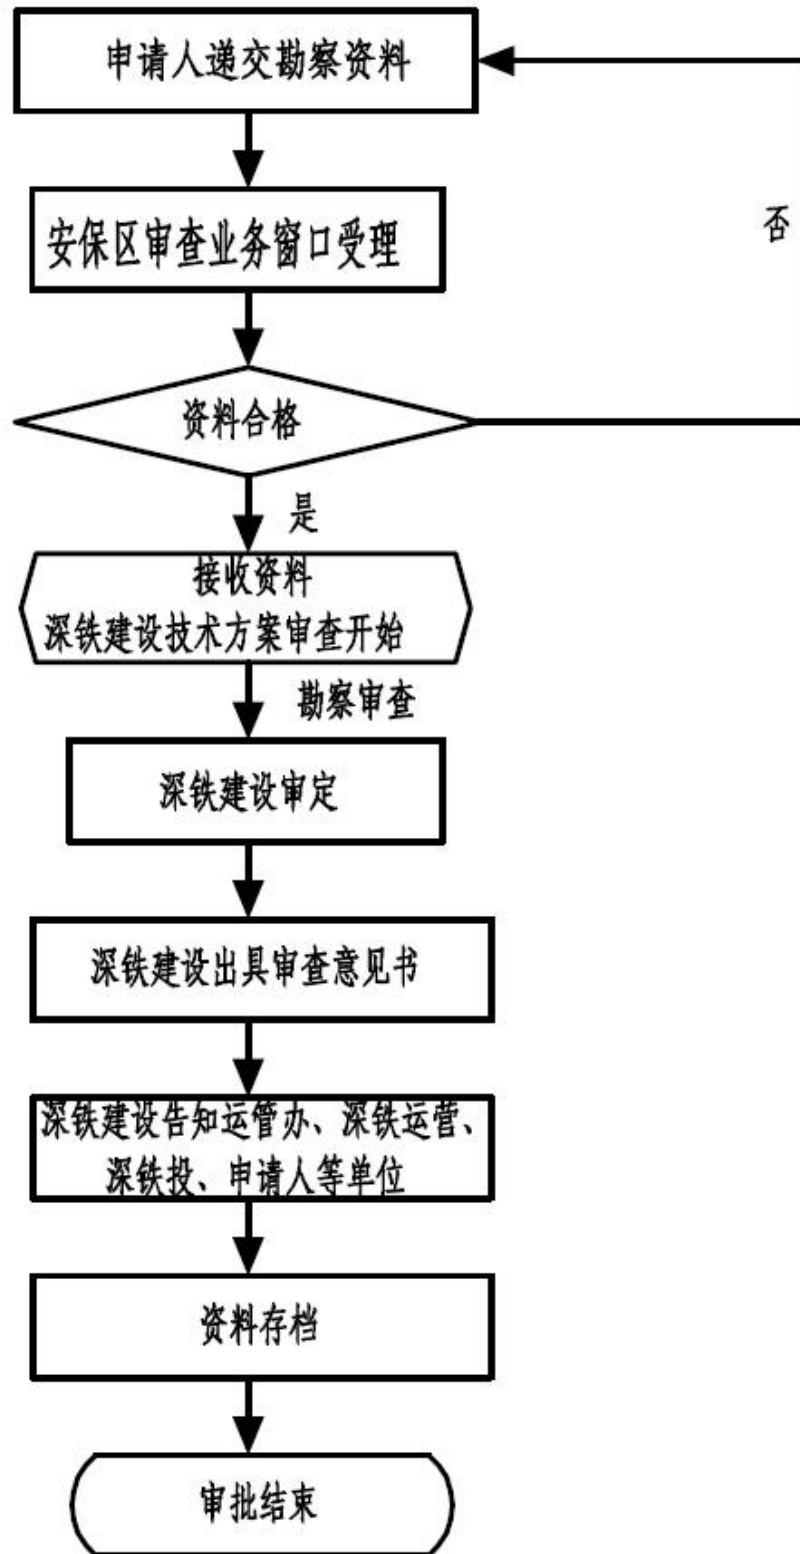 申请人递交勘察资料
安保区审查业务窗口受理
否
资料合格
是
接收资料
深铁建设技术方案审查开始
勘察审查
深铁建设审定
深铁建设出具审查意见书
深铁建设告知运管办、深铁运营、
深铁投、申请人等单位
资料存档
审批结束